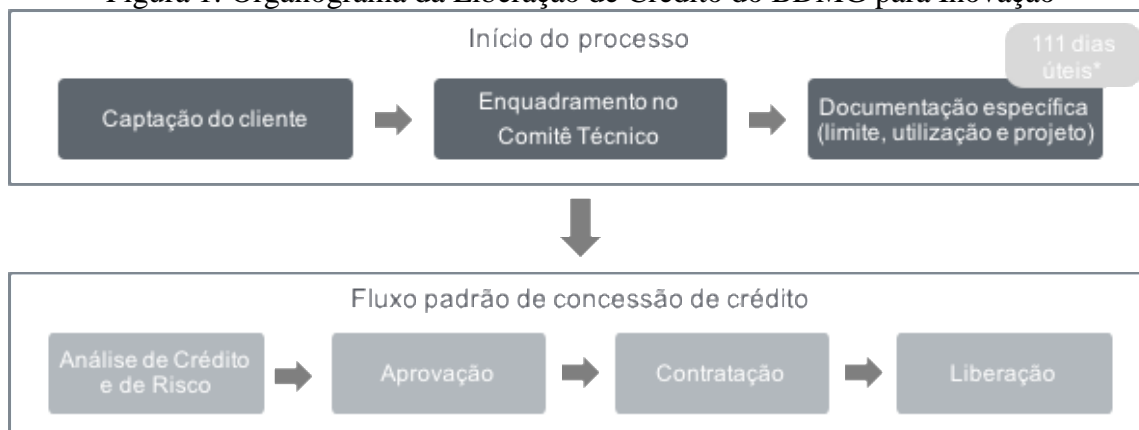 Figura 1: Organograma da Liberação de Crédito do BDMG para Inovação
Início do processo
111 dias
úteis*
Captação do cliente
Enquadramento no
Comitê Técnico
Documentação específica
(limite, utilização e projeto)
Fluxo padrão de concessão de crédito
Análise de Crédito
e de Risco
Aprovação
Contratação
Liberação